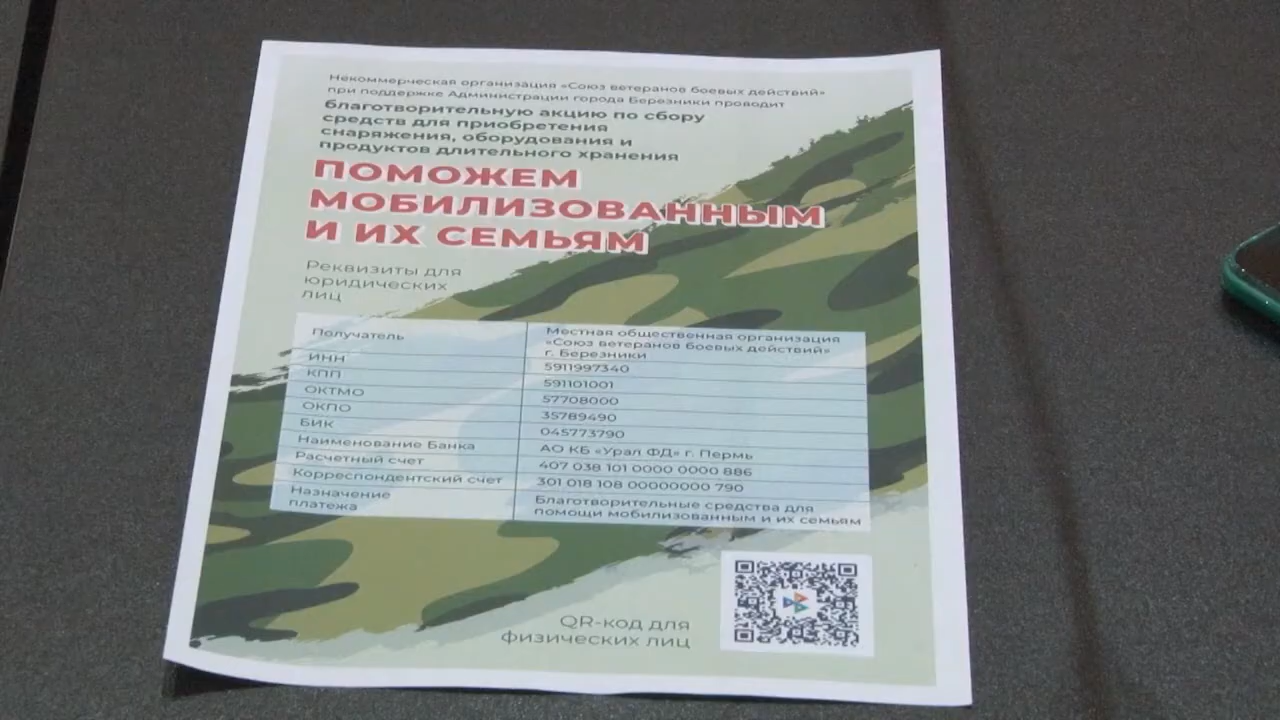 Некоммерческая организация «Союз ветеранов боевых действий»
при поддержке Администрации города Березники проводит
благотворительную акцию по сбору
средств для приобретения
снаряжения, оборудования и
продуктов длительного хранения
ПОМОЖЕМ
МОБИЛИЗОВАННЫМ
И ИХ СЕМЬЯМ
Реквизиты для
юридических
лиц
Получатель
Местная общественная организация
«Союз ветеранов боевых действий»
г. Березники
ИНН
5911997340
КПП
591101001
ОКТМО
57708000
ОКПО
35789490
БИК
045773790
Наименование Банка
АО КБ «Урал ФД» г. Пермь
Расчетный счет
407 038 101 0000 0000 886
Корреспондентский счет
301 018 108 00000000 790
Назначение
платежа
Благотворительные средства для
помощи мобилизованным и их семьям
QR-код для
физических лиц